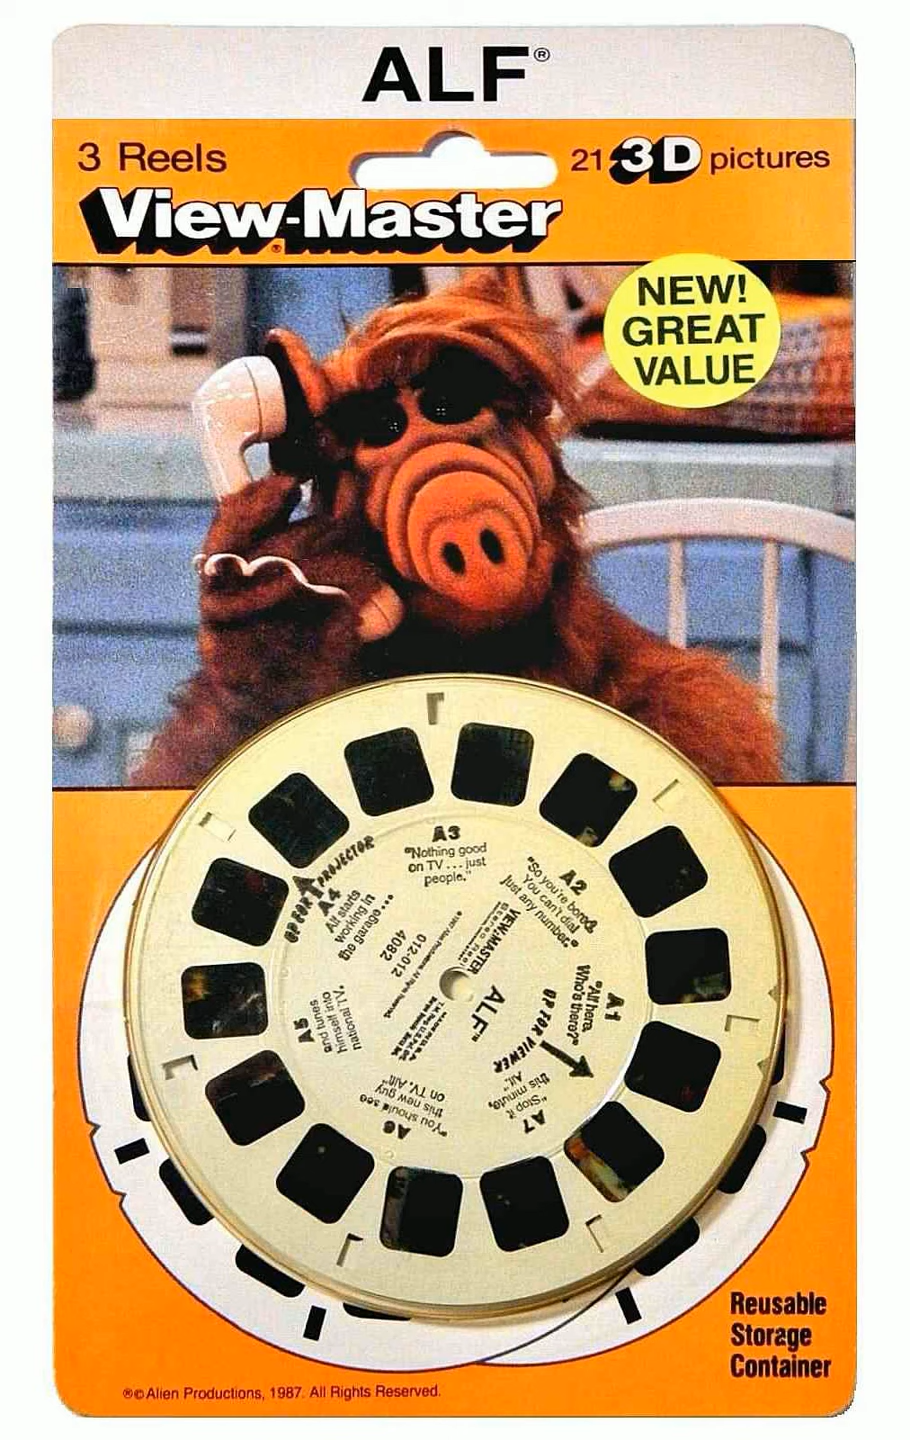 ALF®
3 Reels
21 3D pictures
View-Master®
NEW!
GREAT
VALUE
A3
"Nothing good
on TV ... just
people."
A2
"So you're bored.
You can't dial
just any number."
A1
"All here.
Who's there?"
UP FOR VIEWER
A7
"Stop it
this minute,
Alf."
A6
"You should see
this new guy
on TV, Alf!"
A5
and tunes
himself into
national TV.
A4
Alf starts
working in
the garage...
UP FOR PROJECTOR
VIEW-MASTER
ALF™
012-012
4082
Reusable
Storage
Container
®©Alien Productions, 1987. All Rights Reserved.